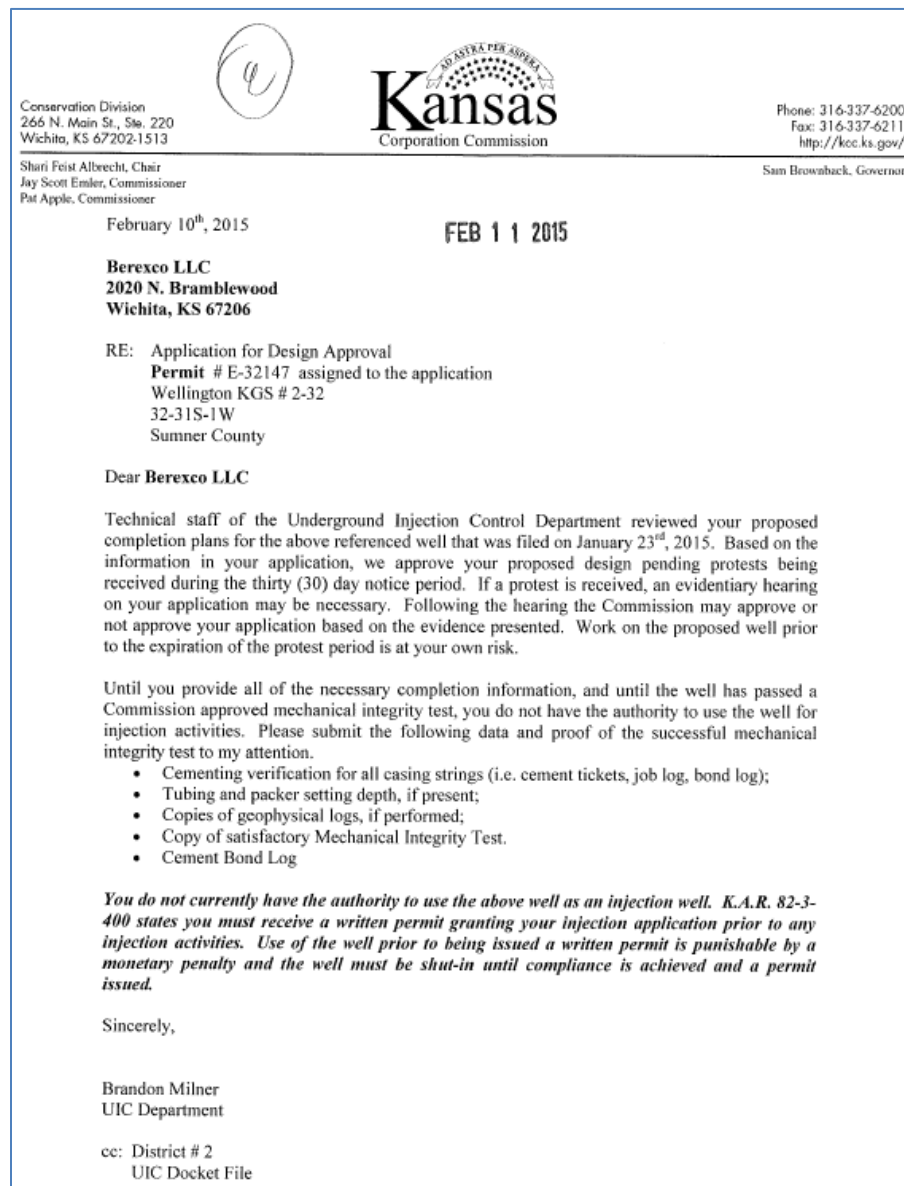 Conservation Division
266 N. Main St., Ste. 220
Wichita, KS 67202-1513
AD ASTRA PER ASPERA
Kansas
Corporation Commission
Phone: 316-337-6200
Fax: 316-337-6211
http://kcc.ks.gov/
Shari Feist Albrecht, Chair
Jay Scott Emler, Commissioner
Pat Apple, Commissioner
Sam Brownback, Governor
February 10th, 2015
FEB 1 1 2015
Berexco LLC
2020 N. Bramblewood
Wichita, KS 67206
RE: Application for Design Approval
Permit # E-32147 assigned to the application
Wellington KGS # 2-32
32-31S-1W
Sumner County
Dear Berexco LLC
Technical staff of the Underground Injection Control Department reviewed your proposed
completion plans for the above referenced well that was filed on January 23rd, 2015. Based on the
information in your application, we approve your proposed design pending protests being
received during the thirty (30) day notice period. If a protest is received, an evidentiary hearing
on your application may be necessary. Following the hearing the Commission may approve or
not approve your application based on the evidence presented. Work on the proposed well prior
to the expiration of the protest period is at your own risk.
Until you provide all of the necessary completion information, and until the well has passed a
Commission approved mechanical integrity test, you do not have the authority to use the well for
injection activities. Please submit the following data and proof of the successful mechanical
integrity test to my attention.
• Cementing verification for all casing strings (i.e. cement tickets, job log, bond log);
• Tubing and packer setting depth, if present;
• Copies of geophysical logs, if performed;
• Copy of satisfactory Mechanical Integrity Test.
• Cement Bond Log
You do not currently have the authority to use the above well as an injection well. K.A.R. 82-3-
400 states you must receive a written permit granting your injection application prior to any
injection activities. Use of the well prior to being issued a written permit is punishable by a
monetary penalty and the well must be shut-in until compliance is achieved and a permit
issued.
Sincerely,
Brandon Milner
UIC Department
cc: District # 2
UIC Docket File